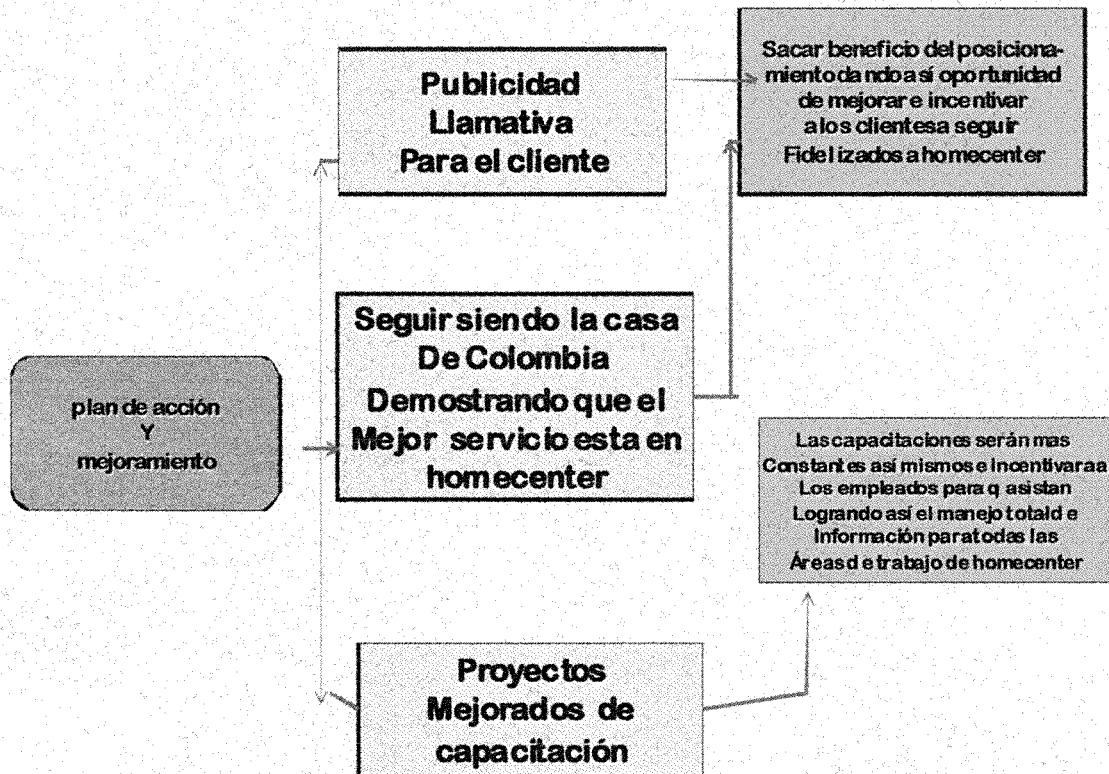 Publicidad
Llamativa
Para el cliente
Sacar beneficio del posiciona-
miento dando así oportunidad
de mejorar e incentivar
a los clientes a seguir
Fidelizados a homecenter
Seguir siendo la casa
De Colombia
Demostrando que el
Mejor servicio esta en
homecenter
plan de acción
Y
mejoramiento
Las capacitaciones serán mas
Constantes así mismo se incentivara a
Los empleados para q asistan
Logrando así el manejo total de
Información para todas las
Áreas de trabajo de homecenter
Proyectos
Mejorados de
capacitación